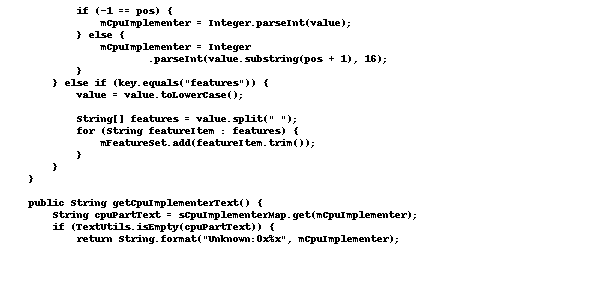 if (-1 == pos) {
mCpuImplementer = Integer.parseInt(value);
} else {
mCpuImplementer = Integer
.parseInt(value.substring(pos + 1), 16);
}
} else if (key.equals("features")) {
value = value.toLowerCase();
String[] features = value.split(" ");
for (String featureItem : features) {
mFeatureSet.add(featureItem.trim());
}
}
}
public String getCpuImplementerText() {
String cpuPartText = sCpuImplementerMap.get(mCpuImplementer);
if (TextUtils.isEmpty(cpuPartText)) {
return String.format("Unknown:0x%x", mCpuImplementer);